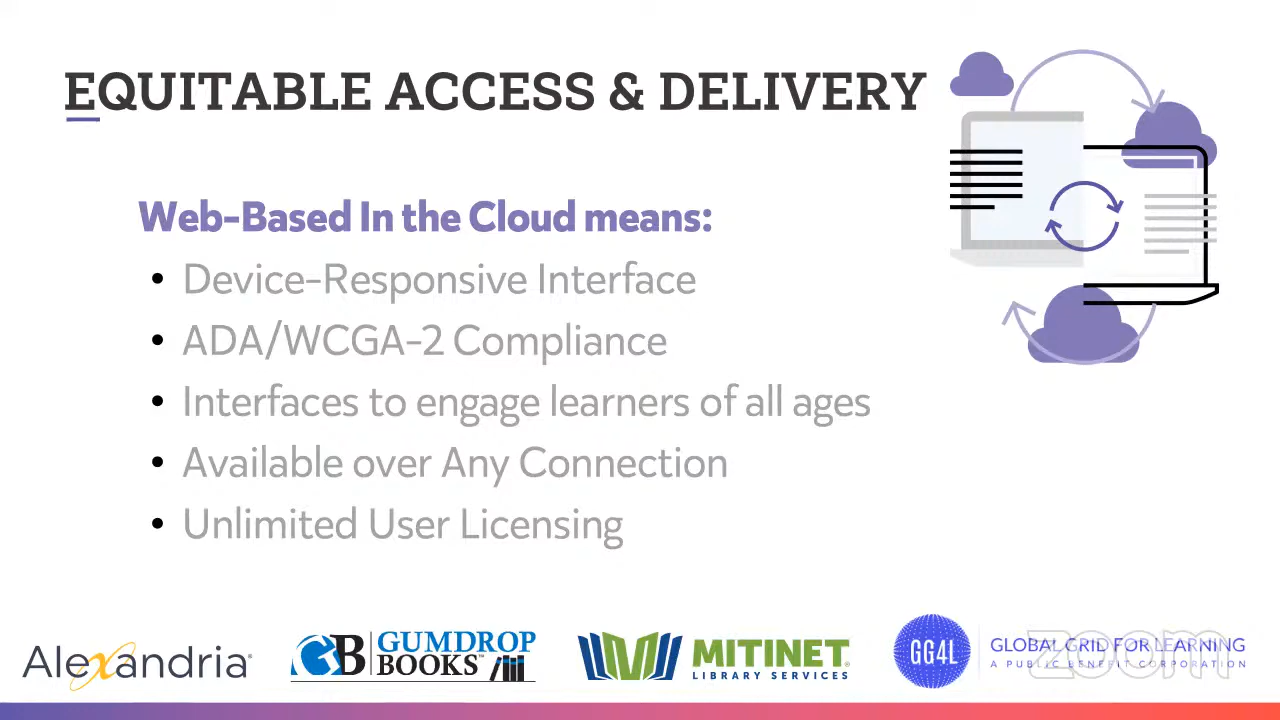 EQUITABLE ACCESS & DELIVERY
Web-Based In the Cloud means:
• Device-Responsive Interface
• ADA/WCGA-2 Compliance
• Interfaces to engage learners of all ages
• Available over Any Connection
• Unlimited User Licensing
Alexandria®
GB GUMDROP BOOKS™
MITINET®
LIBRARY SERVICES
GG4L
GLOBAL GRID FOR LEARNING
A PUBLIC BENEFIT CORPORATION
zoom